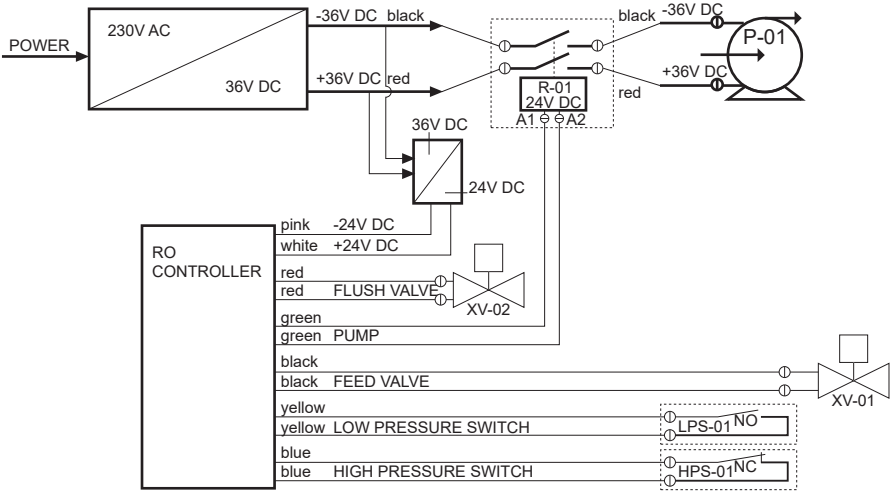 POWER
230V AC
36V DC
-36V DC black
+36V DC red
black -36V DC
+36V DC
red
P-01
R-01
24V DC
A1 A2
36V DC
24V DC
RO
CONTROLLER
pink -24V DC
white +24V DC
red
red FLUSH VALVE
XV-02
green
green PUMP
black
black FEED VALVE
XV-01
yellow
yellow LOW PRESSURE SWITCH
LPS-01 NO
blue
blue HIGH PRESSURE SWITCH
HPS-01 NC